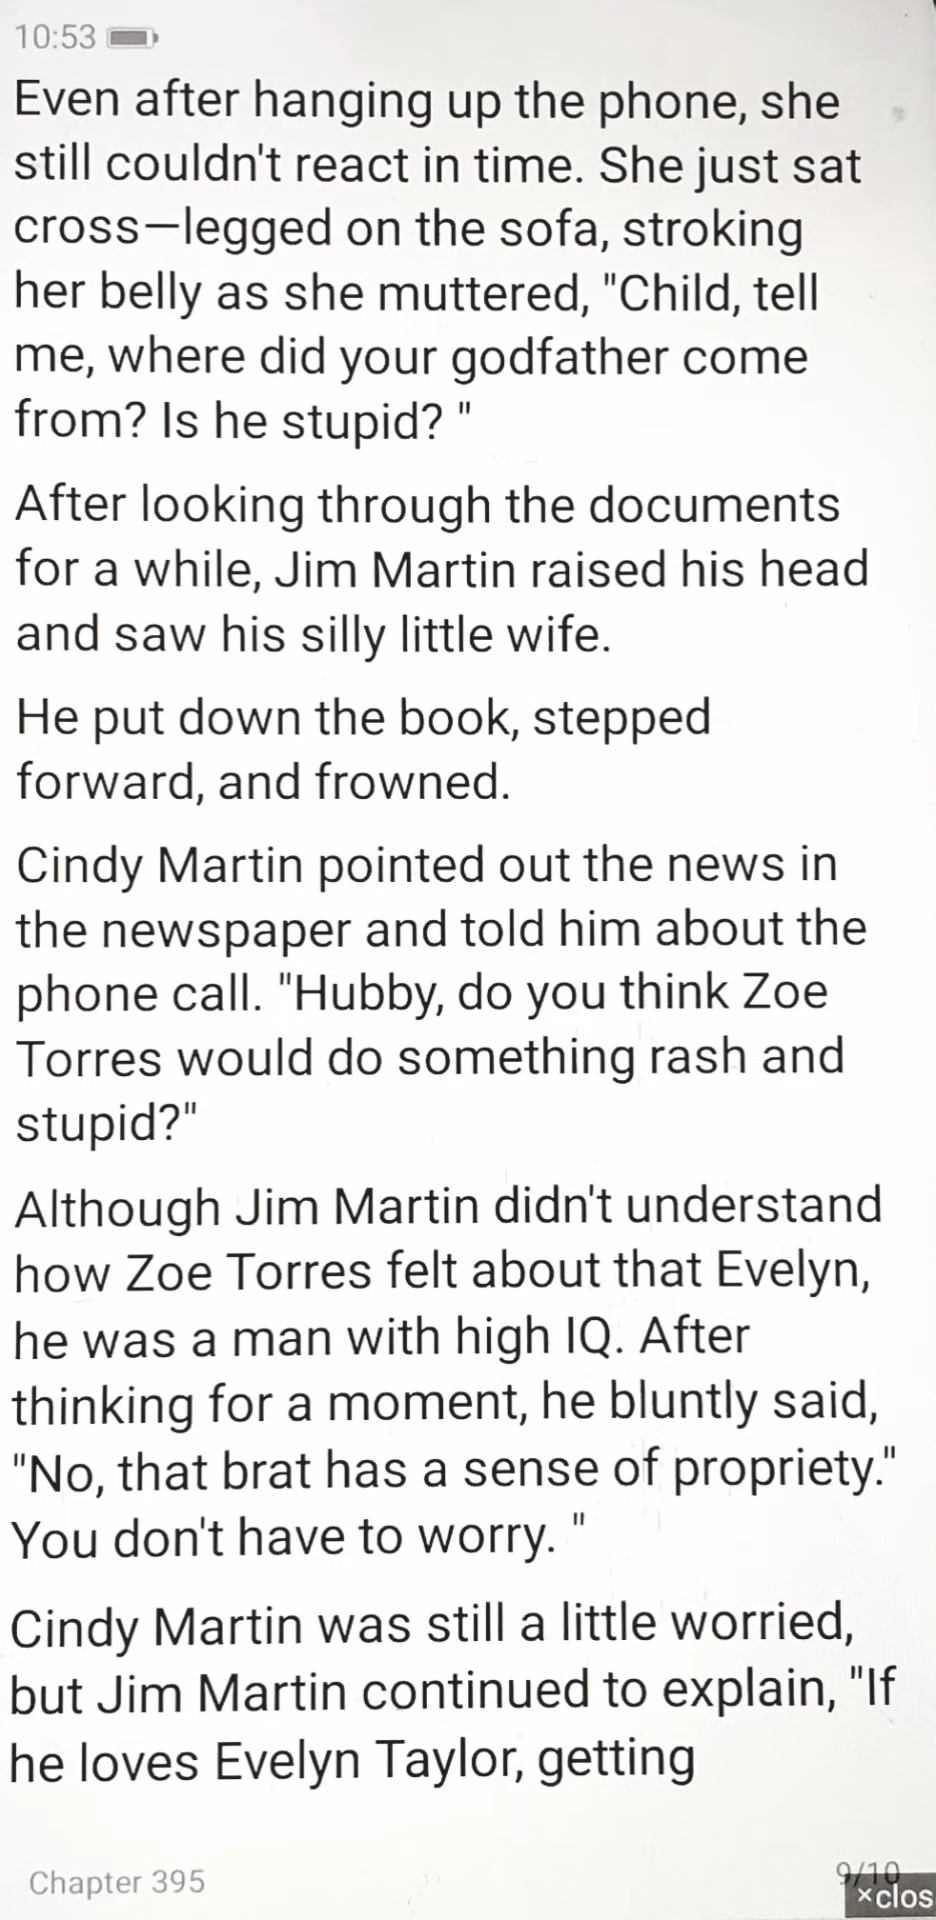 10:53
Even after hanging up the phone, she
still couldn't react in time. She just sat
cross—legged on the sofa, stroking
her belly as she muttered, "Child, tell
me, where did your godfather come
from? Is he stupid? "
After looking through the documents
for a while, Jim Martin raised his head
and saw his silly little wife.
He put down the book, stepped
forward, and frowned.
Cindy Martin pointed out the news in
the newspaper and told him about the
phone call. "Hubby, do you think Zoe
Torres would do something rash and
stupid?"
Although Jim Martin didn't understand
how Zoe Torres felt about that Evelyn,
he was a man with high IQ. After
thinking for a moment, he bluntly said,
"No, that brat has a sense of propriety."
You don't have to worry. "
Cindy Martin was still a little worried,
but Jim Martin continued to explain, "If
he loves Evelyn Taylor, getting
Chapter 395
9/10
×clos